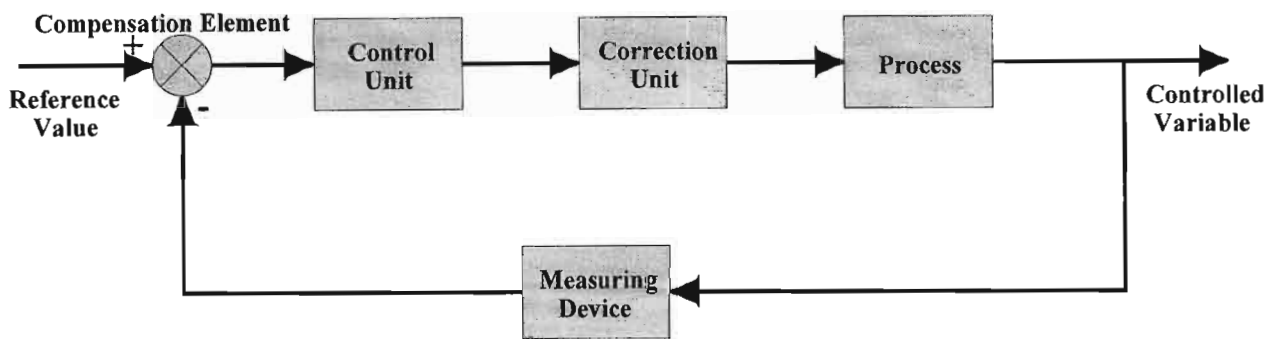 Compensation Element
+
Control
Unit
Correction
Unit
Process
Reference
Value
-
Controlled
Variable
Measuring
Device